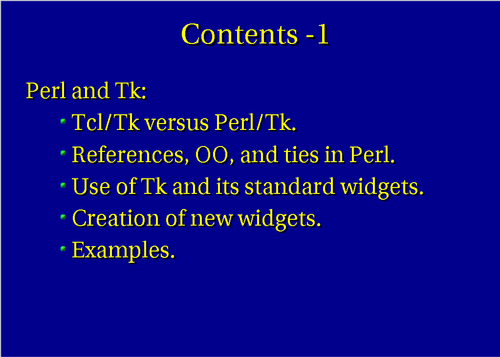 Contents -1
Perl and Tk:
Tcl/Tk versus Perl/Tk.
References, OO, and ties in Perl.
Use of Tk and its standard widgets.
Creation of new widgets.
Examples.